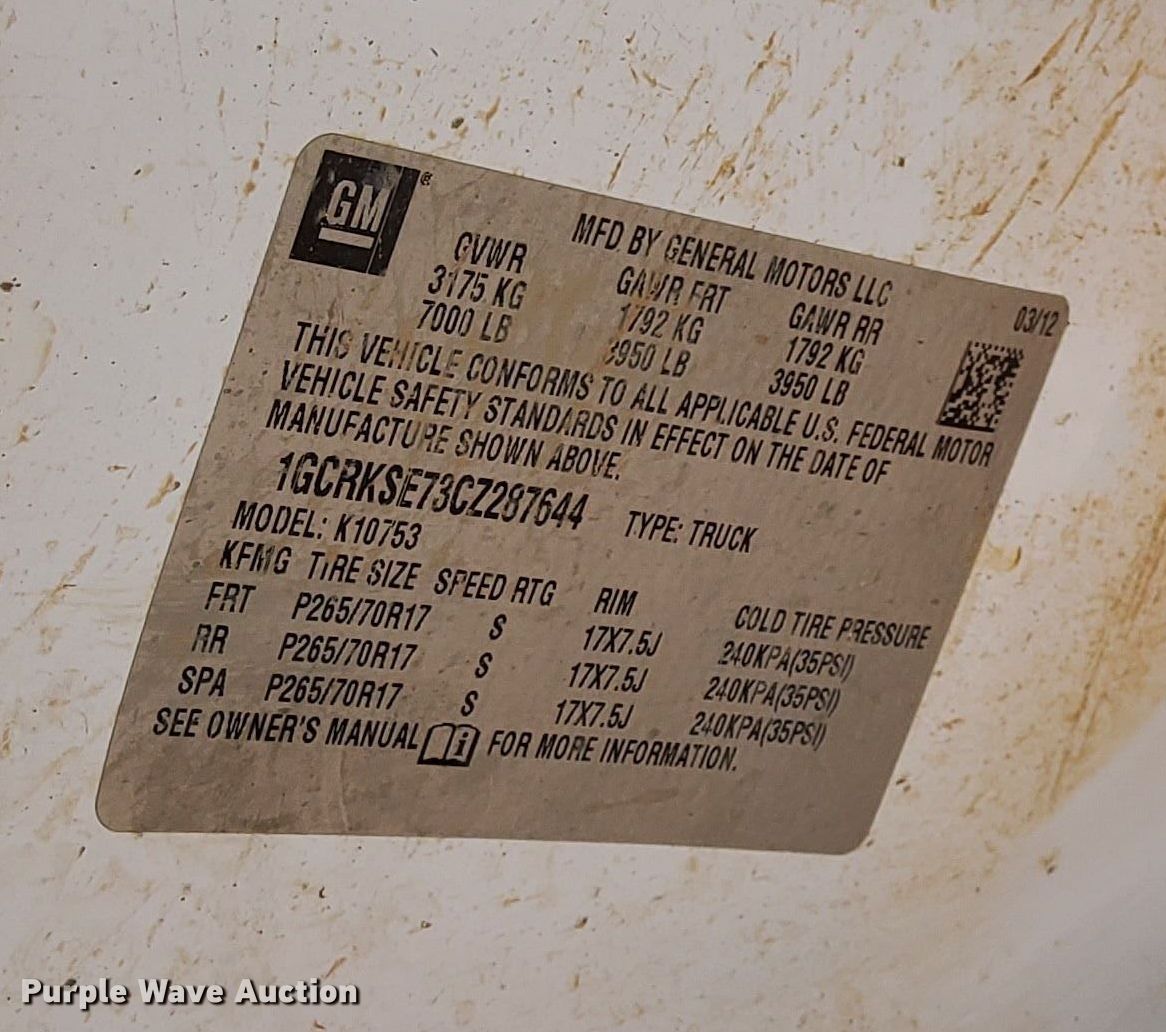 GM ®
MFD BY GENERAL MOTORS LLC
03/12
GVWR GAWR FRT GAWR RR
3175 KG 1792 KG 1792 KG
7000 LB 3950 LB 3950 LB
THIS VEHICLE CONFORMS TO ALL APPLICABLE U.S. FEDERAL MOTOR
VEHICLE SAFETY STANDARDS IN EFFECT ON THE DATE OF
MANUFACTURE SHOWN ABOVE.
1GCRKSE73CZ287644 TYPE: TRUCK
MODEL: K10753
KFMG TIRE SIZE SPEED RTG RIM COLD TIRE PRESSURE
FRT P265/70R17 S 17X7.5J 240KPA(35PSI)
RR P265/70R17 S 17X7.5J 240KPA(35PSI)
SPA P265/70R17 S 17X7.5J 240KPA(35PSI)
SEE OWNER'S MANUAL i FOR MORE INFORMATION.
Purple Wave Auction